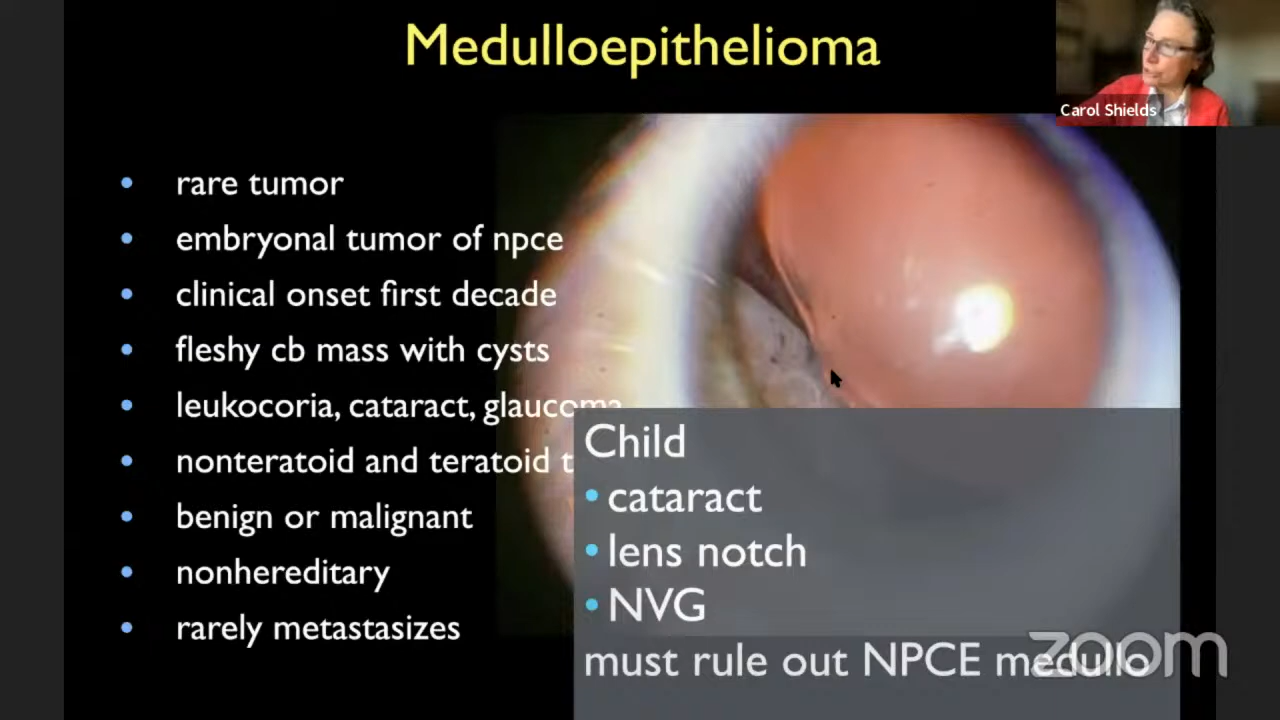 Medulloepithelioma
Carol Shields
rare tumor
embryonal tumor of npce
clinical onset first decade
fleshy cb mass with cysts
leukocoria, cataract, glaucoma
nonteratoid and teratoid t
benign or malignant
nonhereditary
rarely metastasizes
Child
cataract
lens notch
NVG
must rule out NPCE medullo
zoom